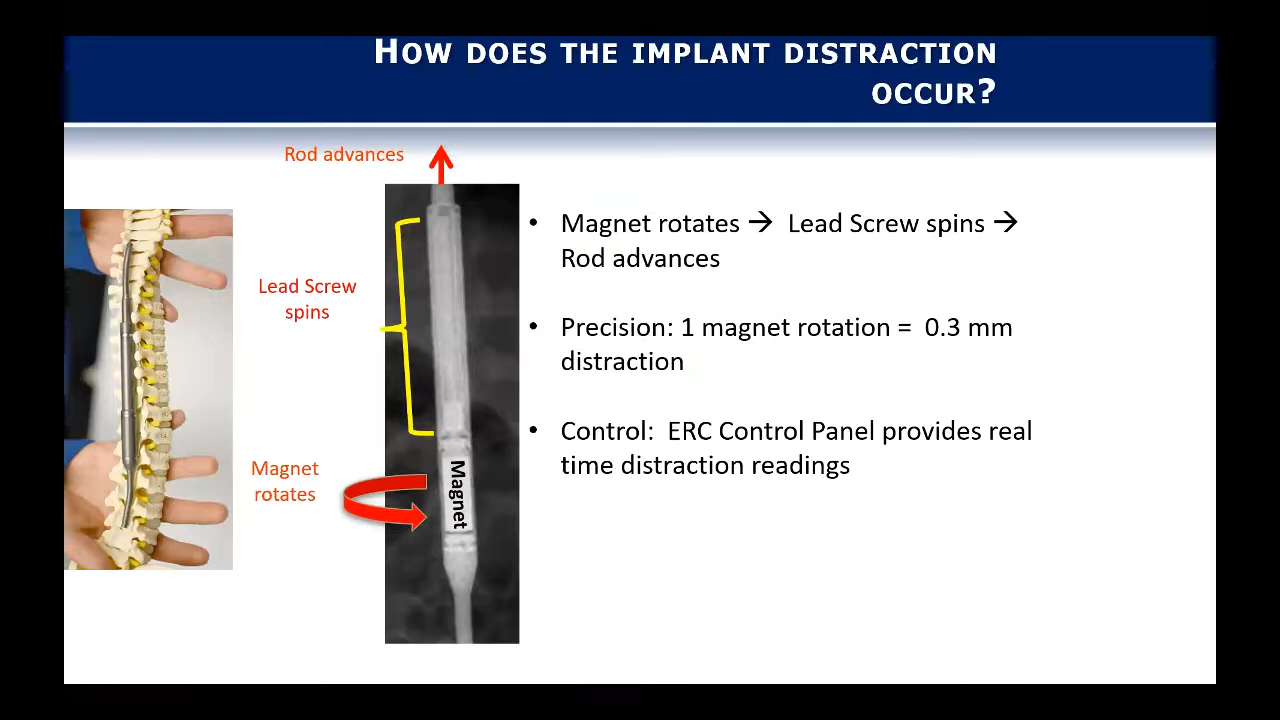 HOW DOES THE IMPLANT DISTRACTION
OCCUR?
Rod advances
Lead Screw
spins
Magnet
rotates
Magnet
• Magnet rotates → Lead Screw spins →
Rod advances
• Precision: 1 magnet rotation = 0.3 mm
distraction
• Control: ERC Control Panel provides real
time distraction readings